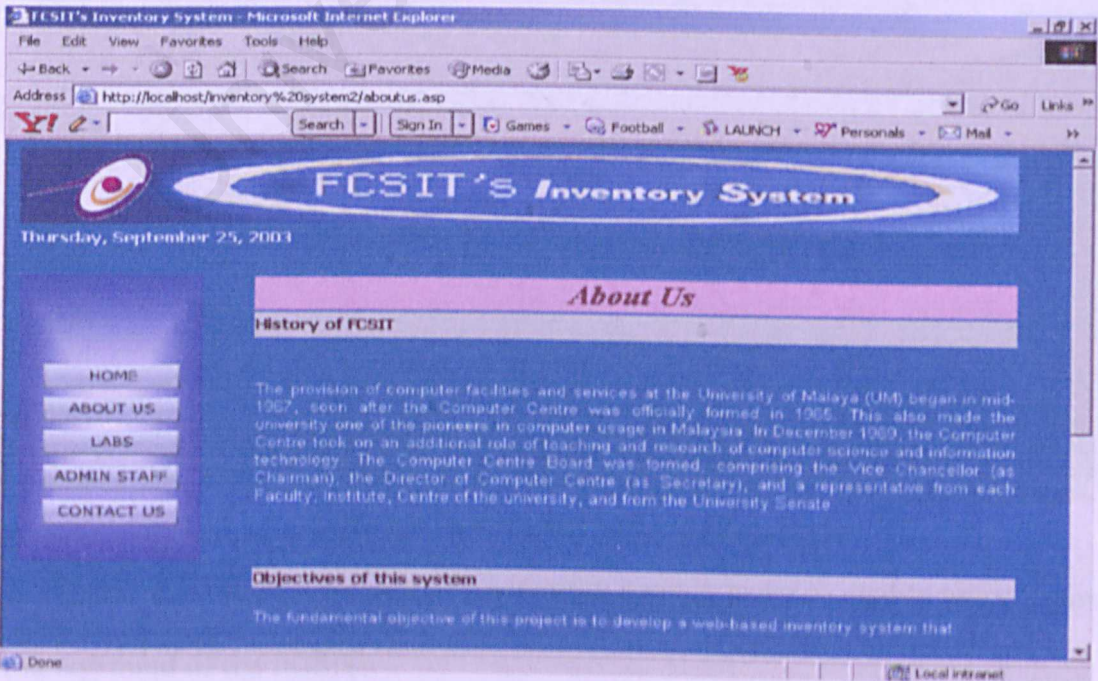 FCSIT's Inventory System - Microsoft Internet Explorer
File Edit View Favorites Tools Help
Back Search Favorites Media
Address http://localhost/inventory%20system2/aboutus.asp Go Links »
Y! Search Sign In Games Football LAUNCH Personals Mail »
FCSIT'S Inventory System
Thursday, September 25, 2003
About Us
History of FCSIT
HOME
ABOUT US
LABS
ADMIN STAFF
CONTACT US
The provision of computer facilities and services at the University of Malaya (UM) began in mid-
1967, soon after the Computer Centre was officially formed in 1965. This also made the
university one of the pioneers in computer usage in Malaysia. In December 1969, the Computer
Centre took on an additional role of teaching and research of computer science and information
technology. The Computer Centre Board was formed, comprising the Vice Chancellor (as
Chairman), the Director of Computer Centre (as Secretary), and a representative from each
Faculty, Institute, Centre of the university, and from the University Senate
Objectives of this system
The fundamental objective of this project is to develop a web-based inventory system that
Done
Local intranet